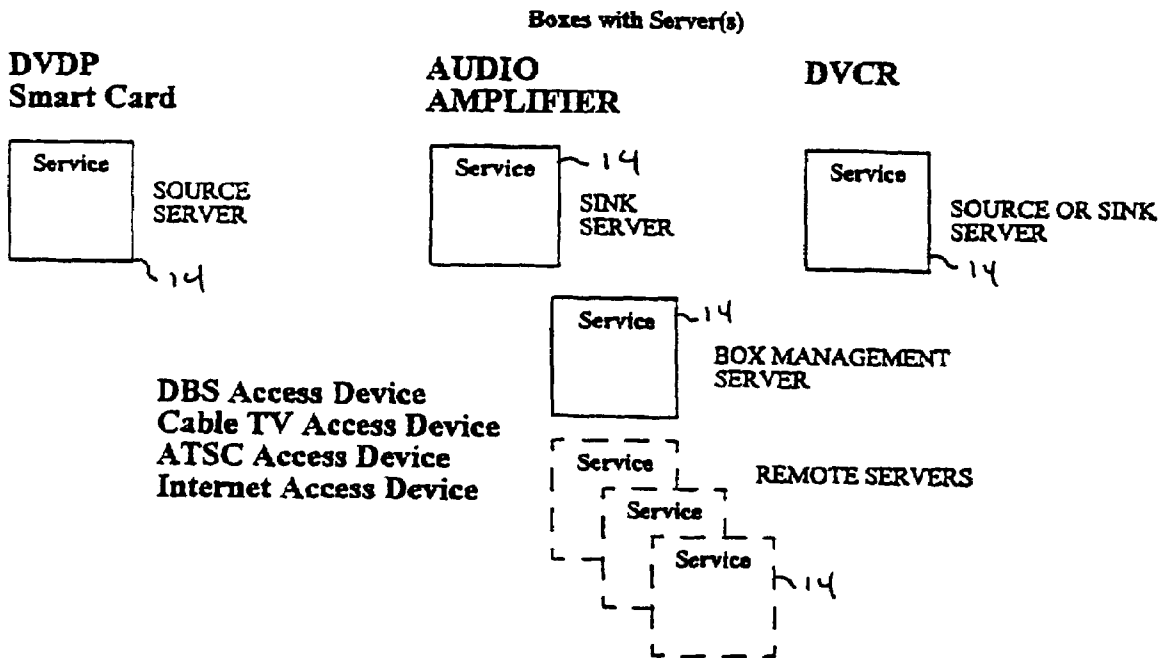 Boxes with Server(s)
DVDP
Smart Card
AUDIO
AMPLIFIER
DVCR
Service
SOURCE
SERVER
14
Service
14
SINK
SERVER
Service
SOURCE OR SINK
SERVER
14
Service
14
BOX MANAGEMENT
SERVER
DBS Access Device
Cable TV Access Device
ATSC Access Device
Internet Access Device
Service
REMOTE SERVERS
Service
Service
14